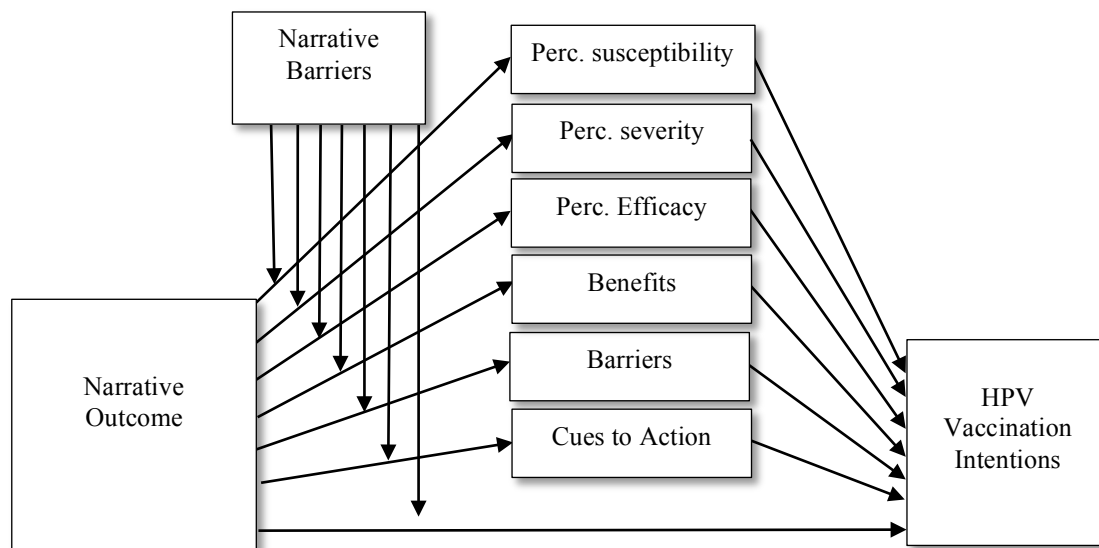 Narrative
Barriers
Perc. susceptibility
Perc. severity
Perc. Efficacy
Benefits
Barriers
Cues to Action
Narrative
Outcome
HPV
Vaccination
Intentions